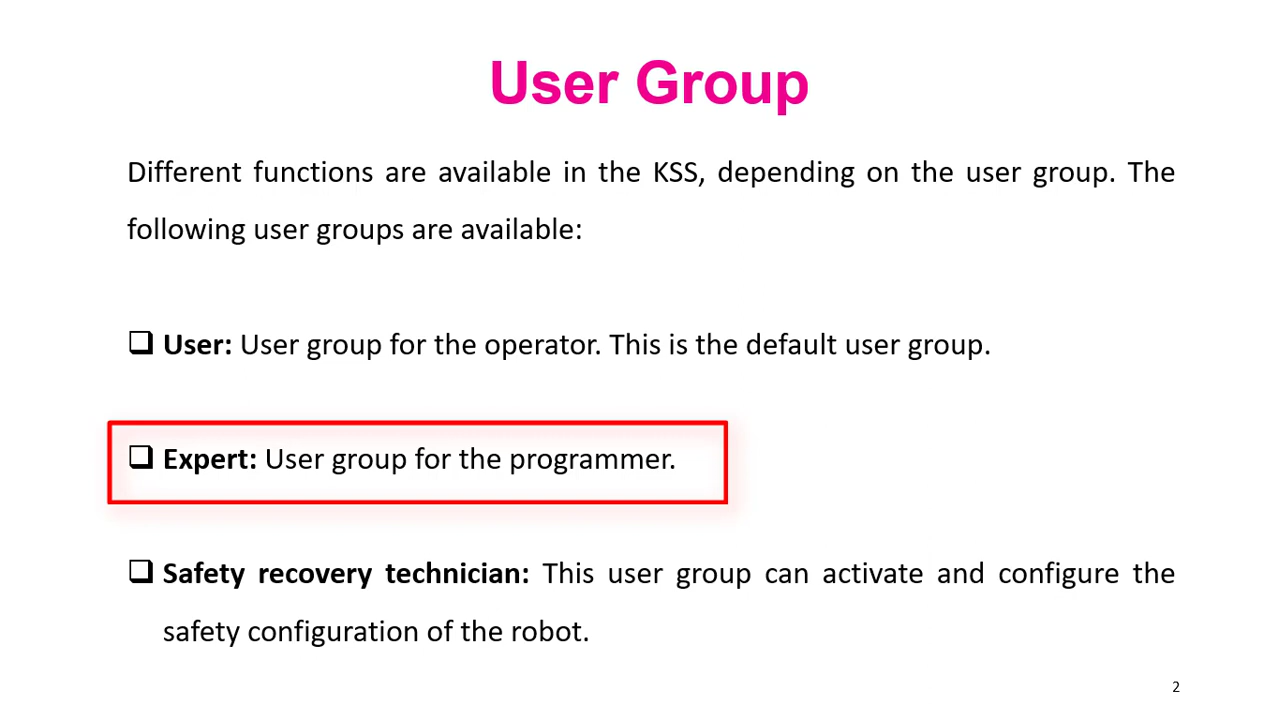 User Group
Different functions are available in the KSS, depending on the user group. The
following user groups are available:
❑ User: User group for the operator. This is the default user group.
❑ Expert: User group for the programmer.
❑ Safety recovery technician: This user group can activate and configure the
safety configuration of the robot.
2